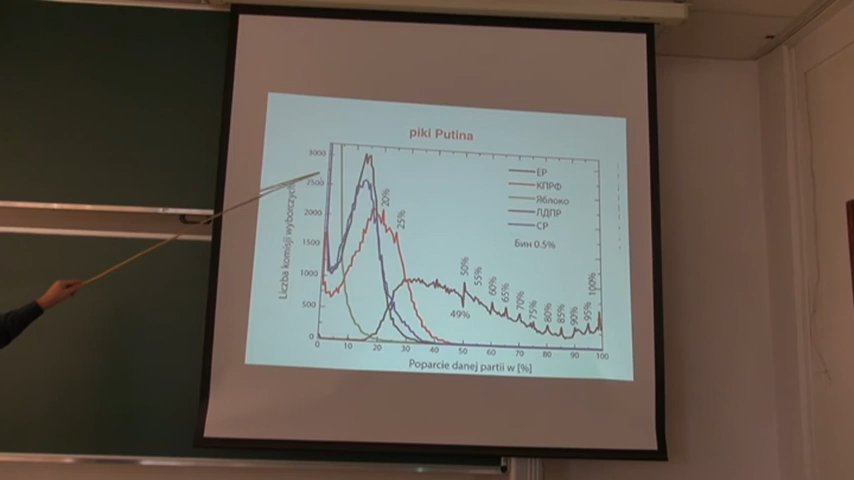 piki Putina
3000
2500
2000
1500
1000
500
0
Liczba komisji wyborczych
0 10 20 30 40 50 60 70 80 90 100
Poparcie danej partii w [%]
ЕР
КПРФ
Яблоко
ЛДПР
СР
Бин 0.5%
20%
25%
49%
50%
55%
60%
65%
70%
75%
80%
85%
90%
95%
100%